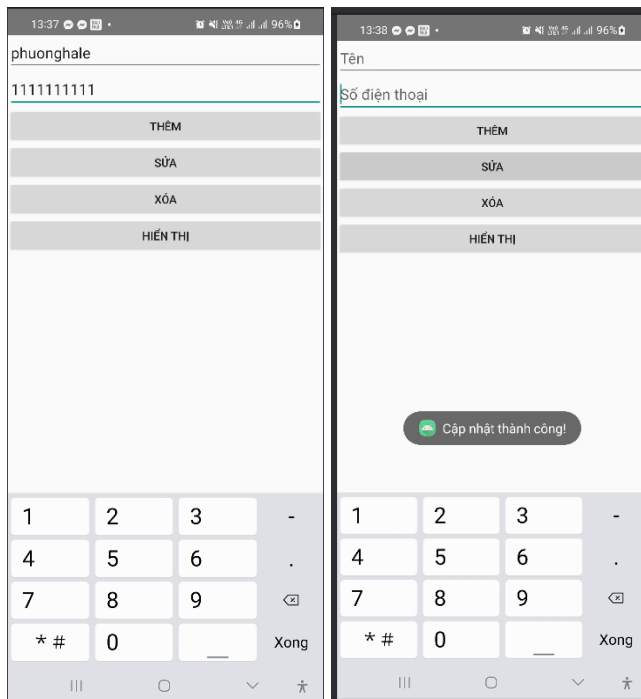 13:37
96%
phuonghale
1111111111
THÊM
SỬA
XÓA
HIỂN THỊ
1 2 3 -
4 5 6 .
7 8 9
* # 0 Xong
13:38
96%
Tên
Số điện thoại
THÊM
SỬA
XÓA
HIỂN THỊ
Cập nhật thành công!
1 2 3 -
4 5 6 .
7 8 9
* # 0 Xong